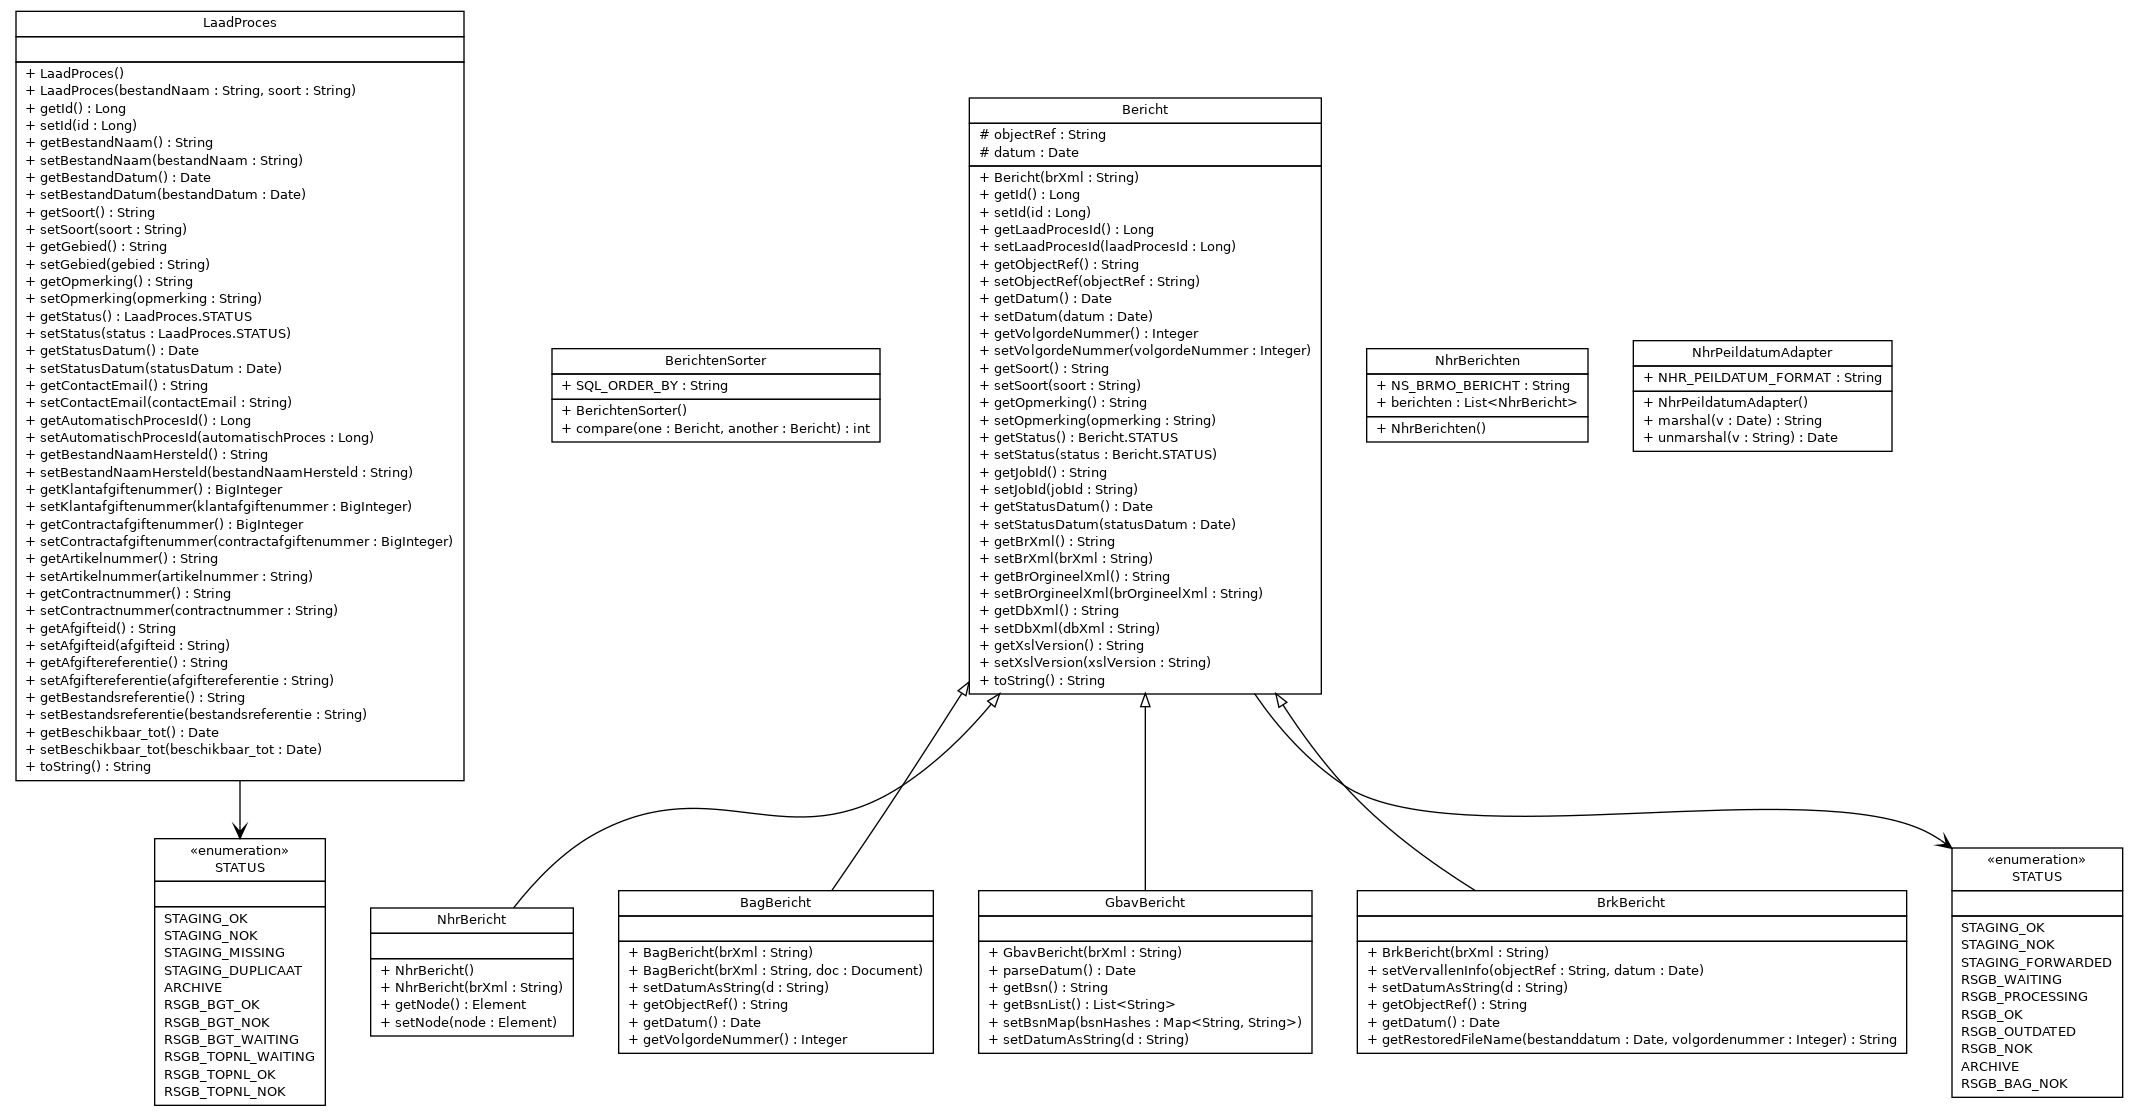 LaadProces
+ LaadProces()
+ LaadProces(bestandNaam : String, soort : String)
+ getId() : Long
+ setId(id : Long)
+ getBestandNaam() : String
+ setBestandNaam(bestandNaam : String)
+ getBestandDatum() : Date
+ setBestandDatum(bestandDatum : Date)
+ getSoort() : String
+ setSoort(soort : String)
+ getGebied() : String
+ setGebied(gebied : String)
+ getOpmerking() : String
+ setOpmerking(opmerking : String)
+ getStatus() : LaadProces.STATUS
+ setStatus(status : LaadProces.STATUS)
+ getStatusDatum() : Date
+ setStatusDatum(statusDatum : Date)
+ getContactEmail() : String
+ setContactEmail(contactEmail : String)
+ getAutomatischProcesId() : Long
+ setAutomatischProcesId(automatischProces : Long)
+ getBestandNaamHersteld() : String
+ setBestandNaamHersteld(bestandNaamHersteld : String)
+ getKlantafgiftenummer() : BigInteger
+ setKlantafgiftenummer(klantafgiftenummer : BigInteger)
+ getContractafgiftenummer() : BigInteger
+ setContractafgiftenummer(contractafgiftenummer : BigInteger)
+ getArtikelnummer() : String
+ setArtikelnummer(artikelnummer : String)
+ getContractnummer() : String
+ setContractnummer(contractnummer : String)
+ getAfgifteid() : String
+ setAfgifteid(afgifteid : String)
+ getAfgiftereferentie() : String
+ setAfgiftereferentie(afgiftereferentie : String)
+ getBestandsreferentie() : String
+ setBestandsreferentie(bestandsreferentie : String)
+ getBeschikbaar_tot() : Date
+ setBeschikbaar_tot(beschikbaar_tot : Date)
+ toString() : String
BerichtenSorter
+ SQL_ORDER_BY : String
+ BerichtenSorter()
+ compare(one : Bericht, another : Bericht) : int
Bericht
# objectRef : String
# datum : Date
+ Bericht(brXml : String)
+ getId() : Long
+ setId(id : Long)
+ getLaadProcesId() : Long
+ setLaadProcesId(laadProcesId : Long)
+ getObjectRef() : String
+ setObjectRef(objectRef : String)
+ getDatum() : Date
+ setDatum(datum : Date)
+ getVolgordeNummer() : Integer
+ setVolgordeNummer(volgordeNummer : Integer)
+ getSoort() : String
+ setSoort(soort : String)
+ getOpmerking() : String
+ setOpmerking(opmerking : String)
+ getStatus() : Bericht.STATUS
+ setStatus(status : Bericht.STATUS)
+ getJobId() : String
+ setJobId(jobId : String)
+ getStatusDatum() : Date
+ setStatusDatum(statusDatum : Date)
+ getBrXml() : String
+ setBrXml(brXml : String)
+ getBrOrgineelXml() : String
+ setBrOrgineelXml(brOrgineelXml : String)
+ getDbXml() : String
+ setDbXml(dbXml : String)
+ getXslVersion() : String
+ setXslVersion(xslVersion : String)
+ toString() : String
NhrBerichten
+ NS_BRMO_BERICHT : String
+ berichten : List<NhrBericht>
+ NhrBerichten()
NhrPeildatumAdapter
+ NHR_PEILDATUM_FORMAT : String
+ NhrPeildatumAdapter()
+ marshal(v : Date) : String
+ unmarshal(v : String) : Date
«enumeration»
STATUS
STAGING_OK
STAGING_NOK
STAGING_MISSING
STAGING_DUPLICAAT
ARCHIVE
RSGB_BGT_OK
RSGB_BGT_NOK
RSGB_BGT_WAITING
RSGB_TOPNL_WAITING
RSGB_TOPNL_OK
RSGB_TOPNL_NOK
NhrBericht
+ NhrBericht()
+ NhrBericht(brXml : String)
+ getNode() : Element
+ setNode(node : Element)
BagBericht
+ BagBericht(brXml : String)
+ BagBericht(brXml : String, doc : Document)
+ setDatumAsString(d : String)
+ getObjectRef() : String
+ getDatum() : Date
+ getVolgordeNummer() : Integer
GbavBericht
+ GbavBericht(brXml : String)
+ parseDatum() : Date
+ getBsn() : String
+ getBsnList() : List<String>
+ setBsnMap(bsnHashes : Map<String, String>)
+ setDatumAsString(d : String)
BrkBericht
+ BrkBericht(brXml : String)
+ setVervallenInfo(objectRef : String, datum : Date)
+ setDatumAsString(d : String)
+ getObjectRef() : String
+ getDatum() : Date
+ getRestoredFileName(bestanddatum : Date, volgordenummer : Integer) : String
«enumeration»
STATUS
STAGING_OK
STAGING_NOK
STAGING_FORWARDED
RSGB_WAITING
RSGB_PROCESSING
RSGB_OK
RSGB_OUTDATED
RSGB_NOK
ARCHIVE
RSGB_BAG_NOK